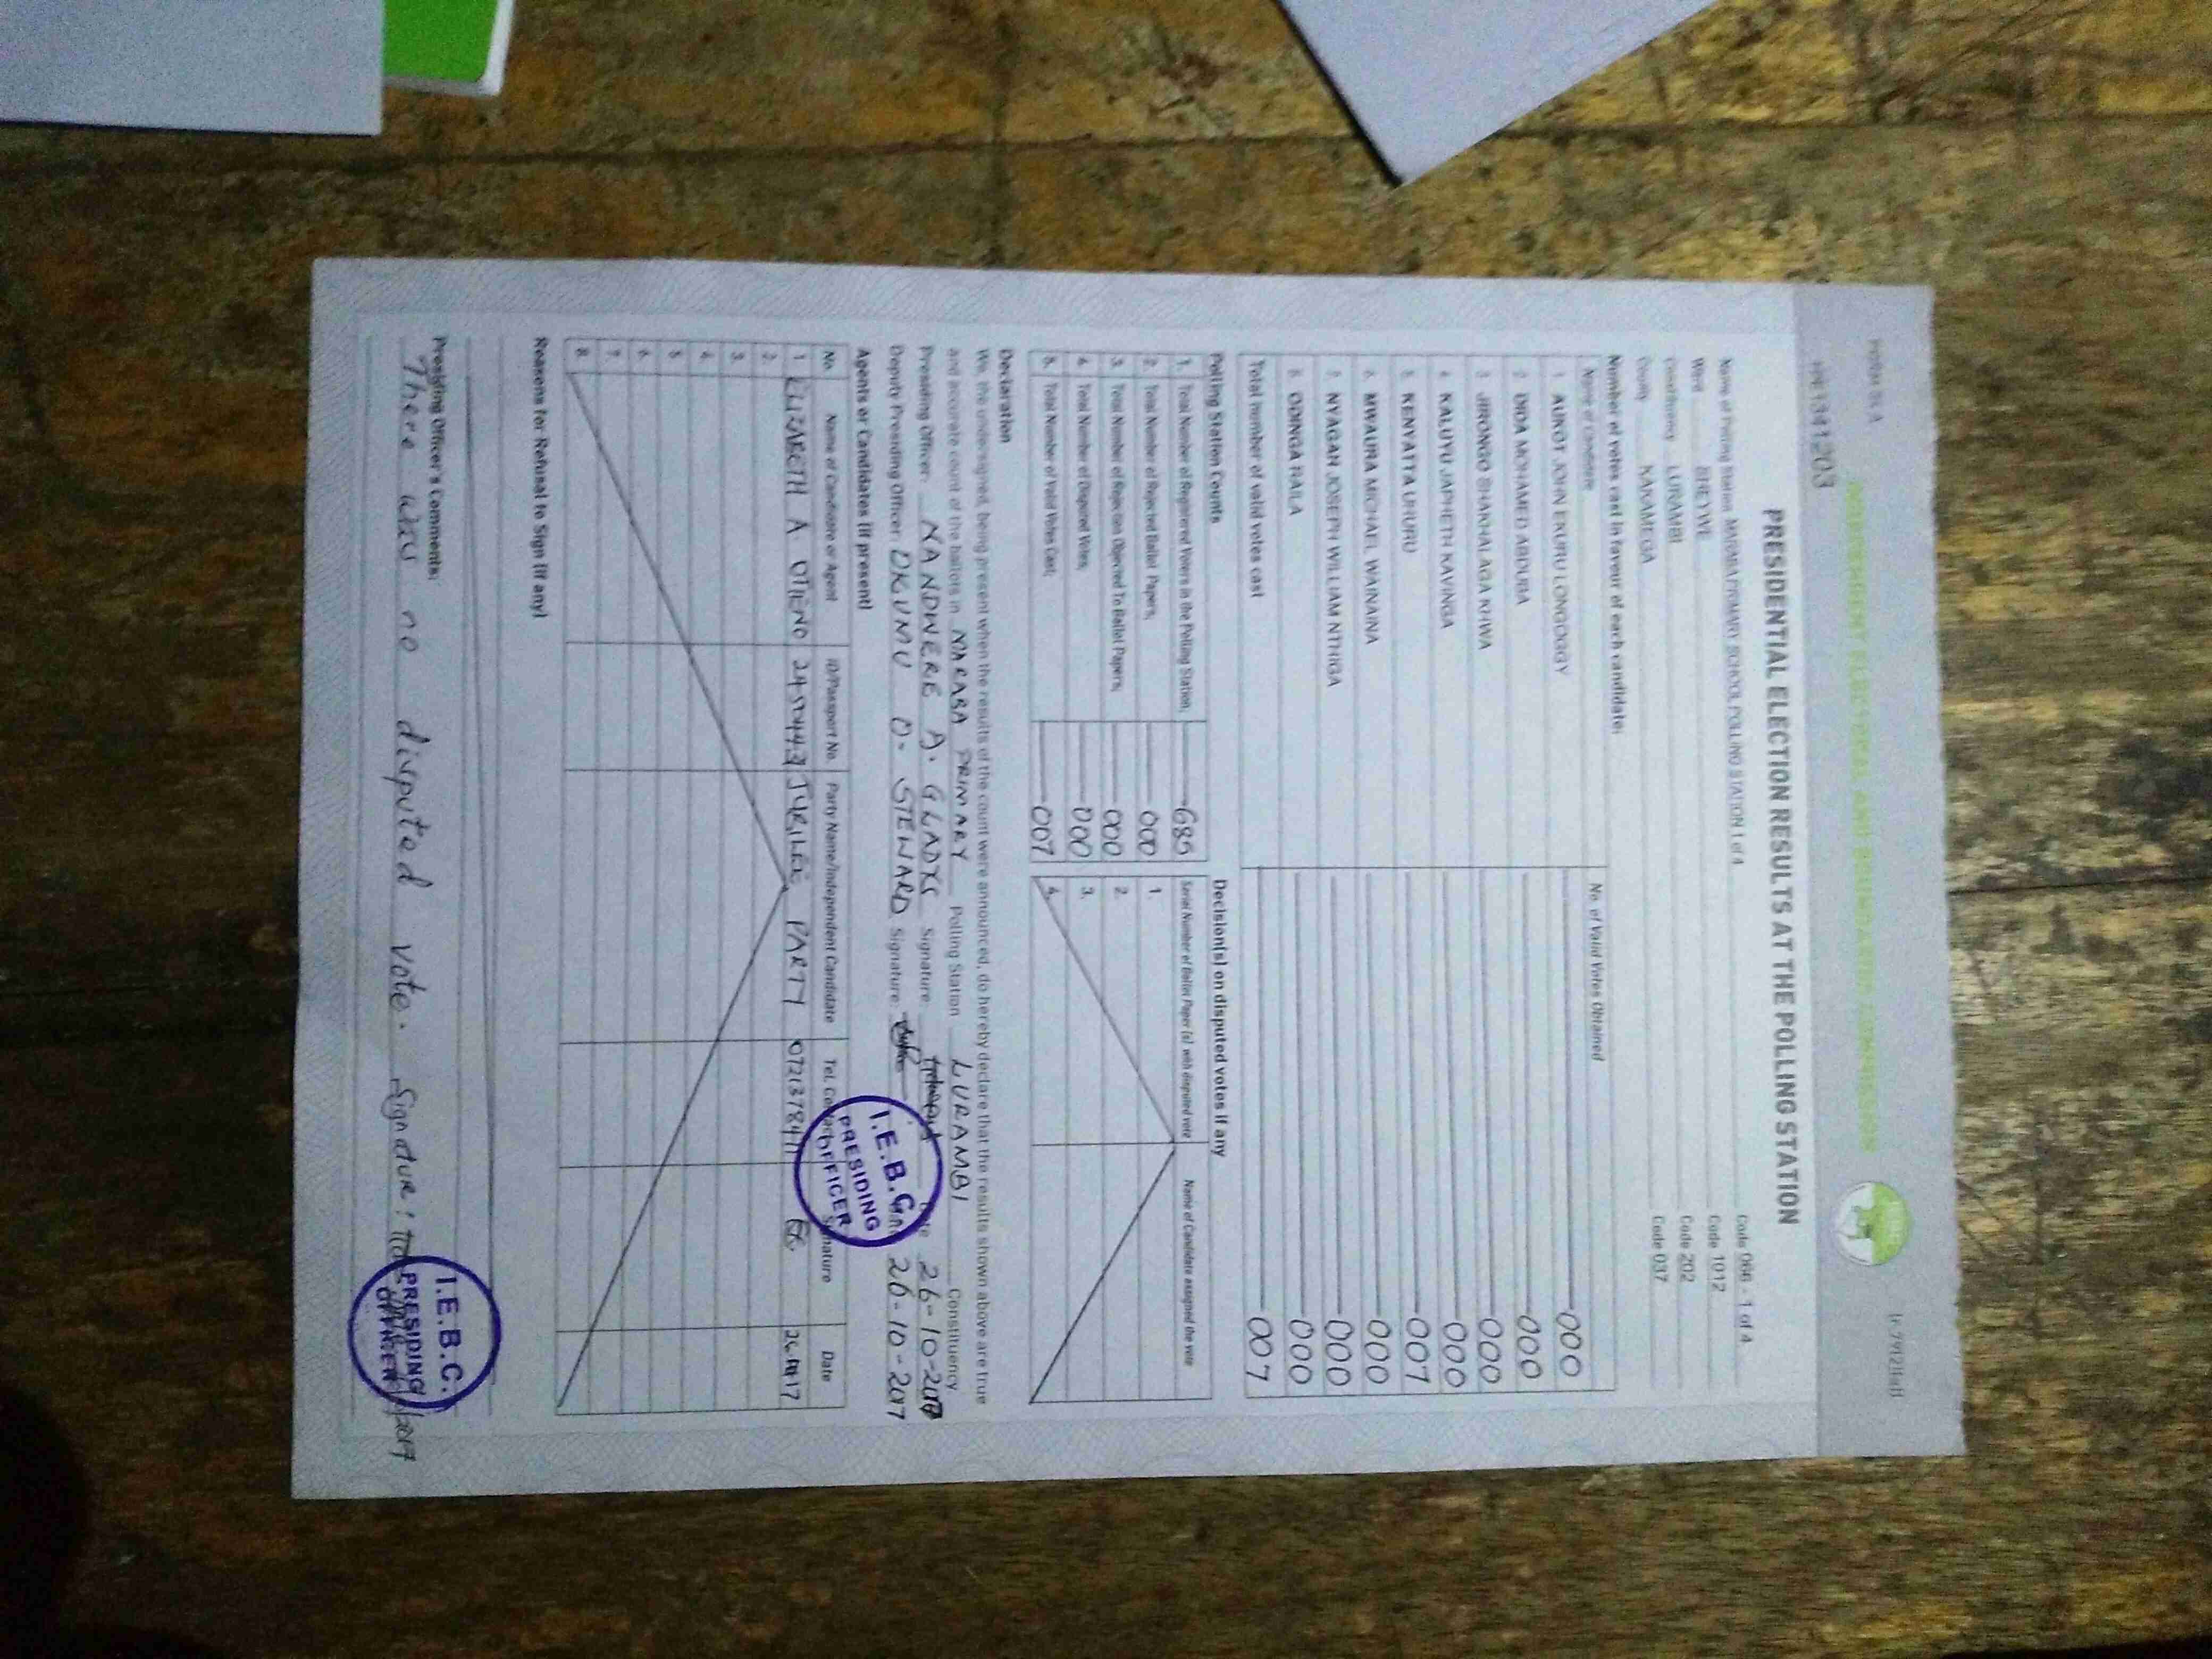 FORM 34 A
INDEPENDENT ELECTORAL AND BOUNDARIES COMMISSION
PRESIDENTIAL ELECTION RESULTS AT THE POLLING STATION
Name of Polling Station MARABA PRIMARY SCHOOL POLLING STATION 1 of 4 Code 066 - 1 of 4
Ward SHEYWE Code 1012
Constituency LURAMBI Code 202
County KAKAMEGA Code 037
Number of votes cast in favour of each candidate:
Name of Candidate No. of Valid Votes Obtained
1. AUKOT JOHN EKURU LONGOGGY 000
2. DIDA MOHAMED ABDUBA 000
3. JIRONGO SHAKHALAGA KHWA 000
4. KALUYU JAPHETH KAVINGA 000
5. KENYATTA UHURU 007
6. MWAURA MICHAEL WAINAINA 000
7. NYAGAH JOSEPH WILLIAM NTHIGA 000
8. ODINGA RAILA 000
Total number of valid votes cast 007
Polling Station Counts
1. Total Number of Registered Voters in the Polling Station; 685
2. Total Number of Rejected Ballot Papers; 000
3. Total Number of Rejection Objected To Ballot Papers; 000
4. Total Number of Disputed Votes; 000
5. Total Number of Valid Votes Cast; 007
Decision(s) on disputed votes if any
Serial Number of Ballot Paper (s) with disputed vote Name of Candidate assigned the vote
1.
2.
3.
4.
Declaration
We, the undersigned, being present when the results of the count were announced, do hereby declare that the results shown above are true
and accurate count of the ballots in MARABA PRIMARY Polling Station LURAMBI Constituency
Presiding Officer: NANDWERE A. GLADYS Signature: Date 26-10-2017
Deputy Presiding Officer: OKUMU O. STEWARD Signature: Date 26-10-2017
I.E.B.C.
PRESIDING
OFFICER
Agents or Candidates (if present)
No. Name of Candidate or Agent ID/Passport No. Party Name/Independent Candidate Tel. Contact Signature Date
1. ELIZABETH A OTIENO JUBILEE PARTY
2.
3.
4.
5.
6.
7.
8.
Reasons for Refusal to Sign (if any)
Presiding Officer's Comments:
There was no disputed vote. Signature:
I.E.B.C.
PRESIDING
OFFICER